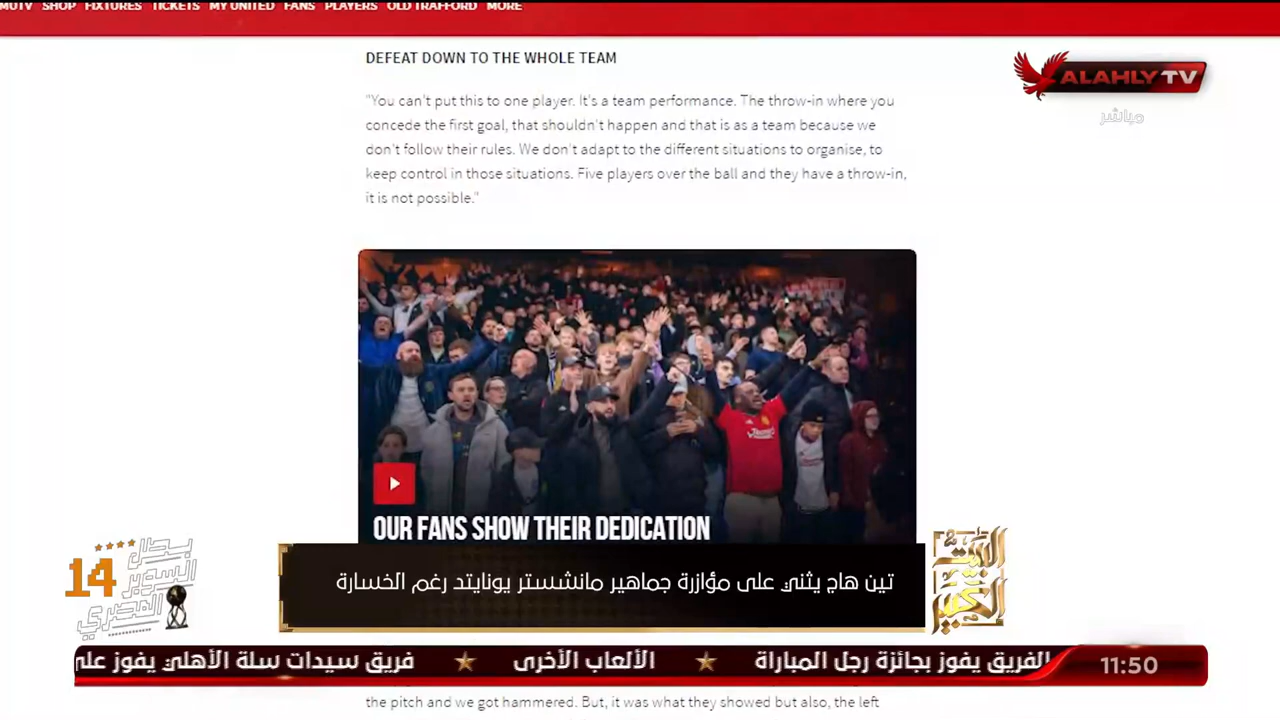 MUTV SHOP FIXTURES TICKETS MY UNITED FANS PLAYERS OLD TRAFFORD MORE
DEFEAT DOWN TO THE WHOLE TEAM
"You can't put this to one player. It's a team performance. The throw-in where you
concede the first goal, that shouldn't happen and that is as a team because we
don't follow their rules. We don't adapt to the different situations to organise, to
keep control in those situations. Five players over the ball and they have a throw-in,
it is not possible."
ALAHLY TV
مباشر
OUR FANS SHOW THEIR DEDICATION
بطل
السوبر
المصري
14
تين هاج يثني على مؤازرة جماهير مانشستر يونايتد رغم الخسارة
البيت
الكبير
الفريق يفوز بجائزة رجل المباراة ★ الألعاب الأخرى ★ فريق سيدات سلة الأهلي يفوز على
11:50
the pitch and we got hammered. But, it was what they showed but also, the left